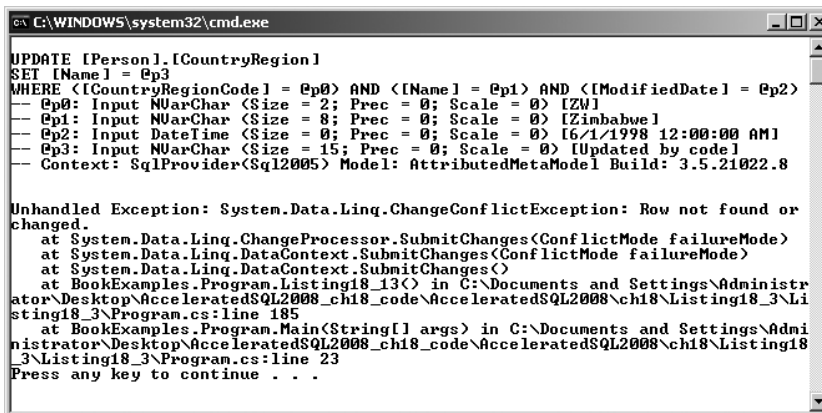 C:\WINDOWS\system32\cmd.exe
UPDATE [Person].[CountryRegion]
SET [Name] = @p3
WHERE ([CountryRegionCode] = @p0) AND ([Name] = @p1) AND ([ModifiedDate] = @p2)
-- @p0: Input NVarChar (Size = 2; Prec = 0; Scale = 0) [ZW]
-- @p1: Input NVarChar (Size = 8; Prec = 0; Scale = 0) [Zimbabwe]
-- @p2: Input DateTime (Size = 0; Prec = 0; Scale = 0) [6/1/1998 12:00:00 AM]
-- @p3: Input NVarChar (Size = 15; Prec = 0; Scale = 0) [Updated by code]
-- Context: SqlProvider(Sql2005) Model: AttributedMetaModel Build: 3.5.21022.8
Unhandled Exception: System.Data.Linq.ChangeConflictException: Row not found or
changed.
at System.Data.Linq.ChangeProcessor.SubmitChanges(ConflictMode failureMode)
at System.Data.Linq.DataContext.SubmitChanges(ConflictMode failureMode)
at System.Data.Linq.DataContext.SubmitChanges()
at BookExamples.Program.Listing18_13() in C:\Documents and Settings\Administr
ator\Desktop\AcceleratedSQL2008_ch18_code\AcceleratedSQL2008\ch18\Listing18_3\Li
sting18_3\Program.cs:line 185
at BookExamples.Program.Main(String[] args) in C:\Documents and Settings\Admi
nistrator\Desktop\AcceleratedSQL2008_ch18_code\AcceleratedSQL2008\ch18\Listing18
_3\Listing18_3\Program.cs:line 23
Press any key to continue . . .